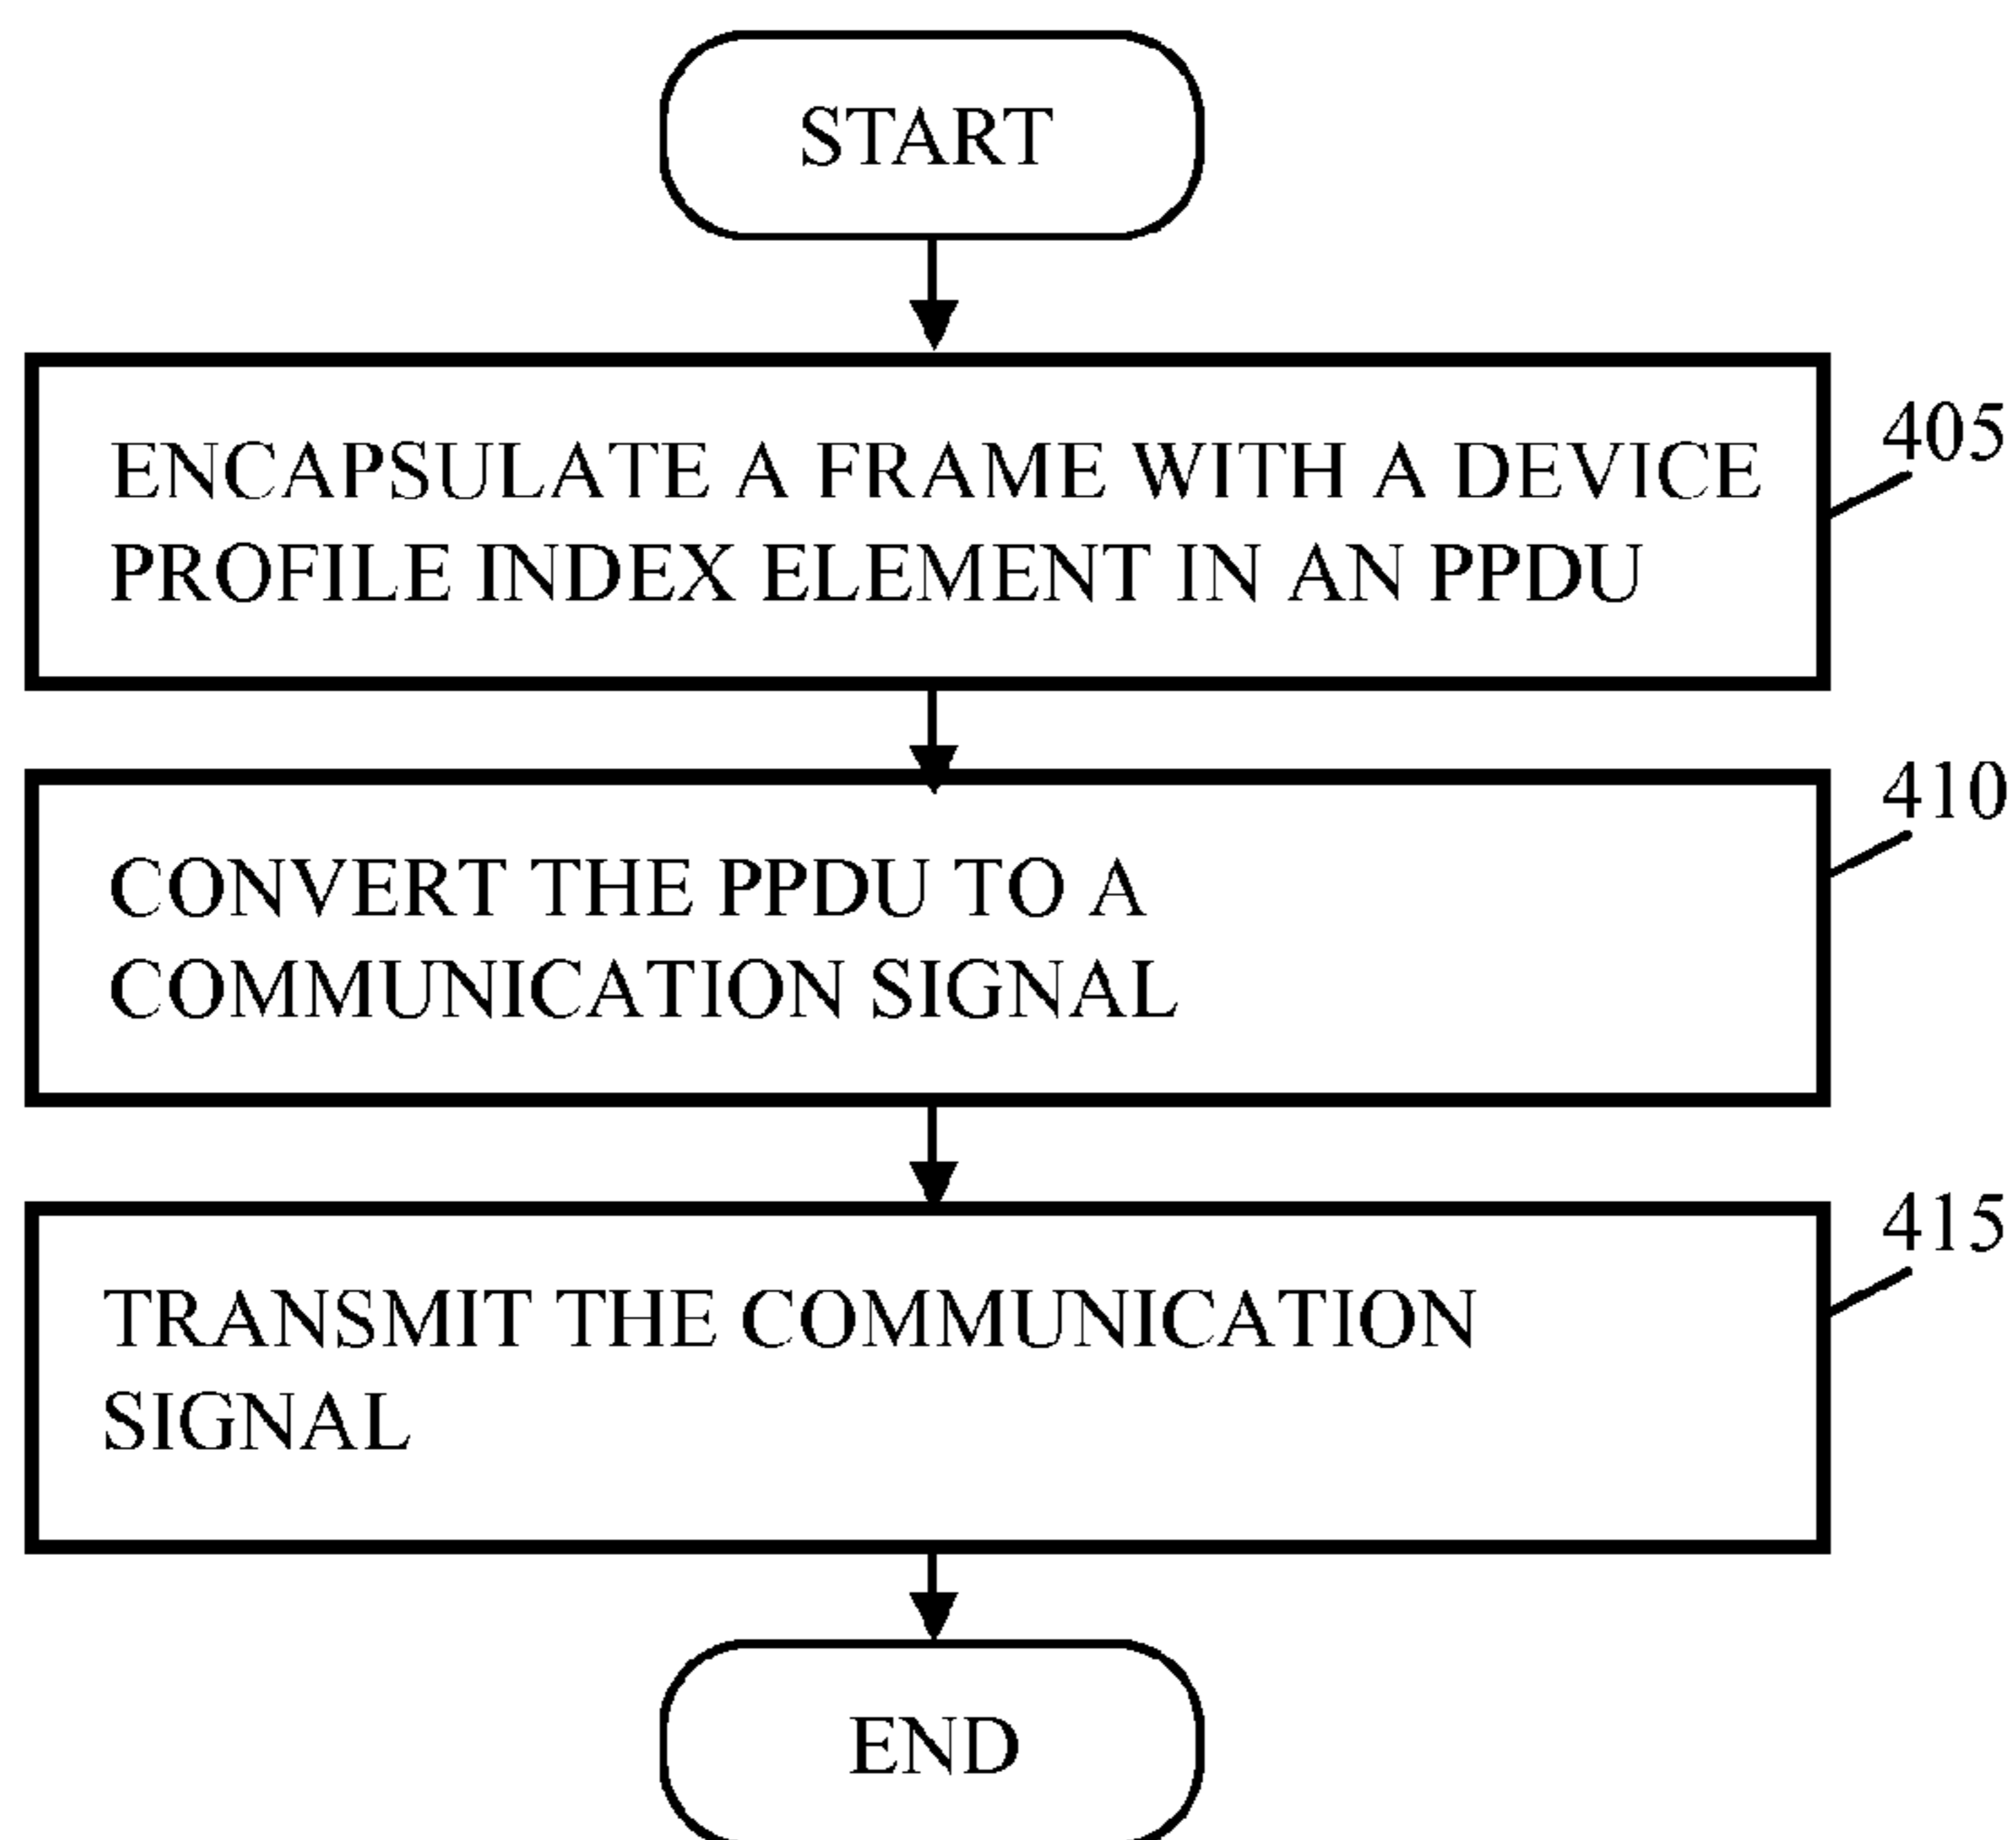 START
405
ENCAPSULATE A FRAME WITH A DEVICE
PROFILE INDEX ELEMENT IN AN PPDU
410
CONVERT THE PPDU TO A
COMMUNICATION SIGNAL
415
TRANSMIT THE COMMUNICATION
SIGNAL
END